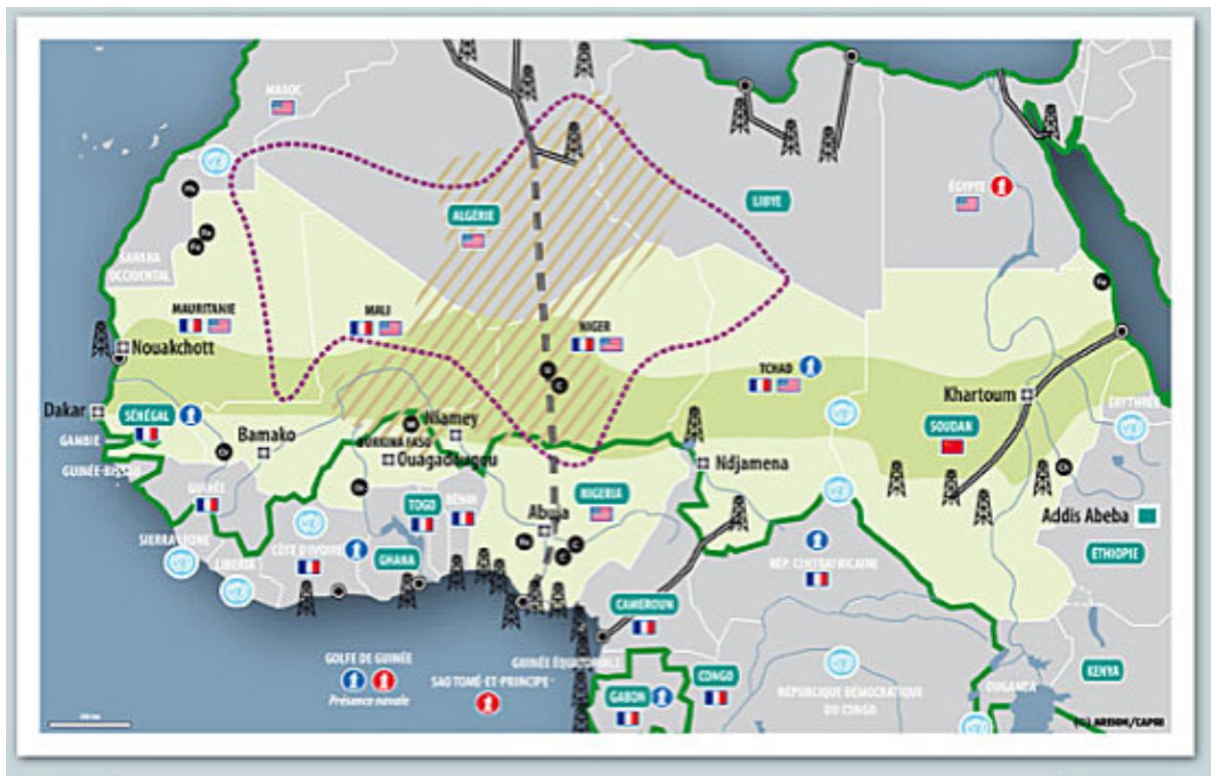 MAROC
ÉGYPTE
LIBYE
ALGÉRIE
SAHARA
OCCIDENTAL
MAURITANIE
MALI
NIGER
TCHAD
Nouakchott
Khartoum
ÉRYTHRÉE
Dakar
SÉNÉGAL
SOUDAN
GAMBIE
Bamako
Niamey
BURKINA FASO
Ouagadougou
Ndjamena
GUINÉE-BISSAU
GUINÉE
TOGO
BÉNIN
NIGERIA
Abuja
Addis Abeba
SIERRA LEONE
CÔTE D'IVOIRE
GHANA
LIBERIA
RÉP. CENTRAFRICAINE
ÉTHIOPIE
CAMEROUN
GOLFE DE GUINÉE
Présence navale
GUINÉE ÉQUATORIALE
SAO TOMÉ-ET-PRINCIPE
GABON
CONGO
RÉPUBLIQUE DÉMOCRATIQUE
DU CONGO
OUGANDA
KENYA
AREION/CAPRI